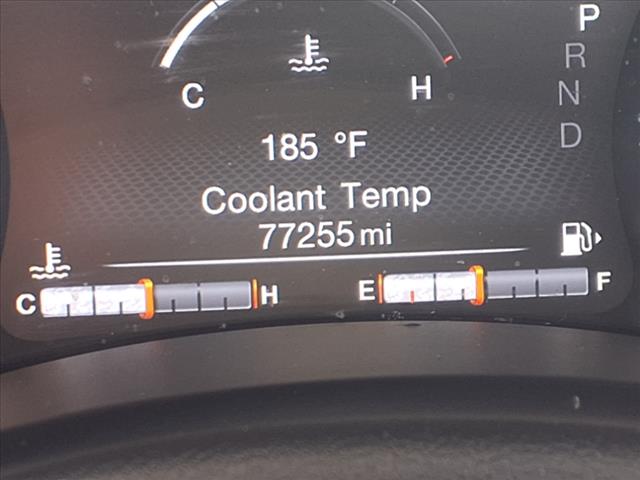 P
R
N
D
C H
185 °F
Coolant Temp
77255 mi
C H E F